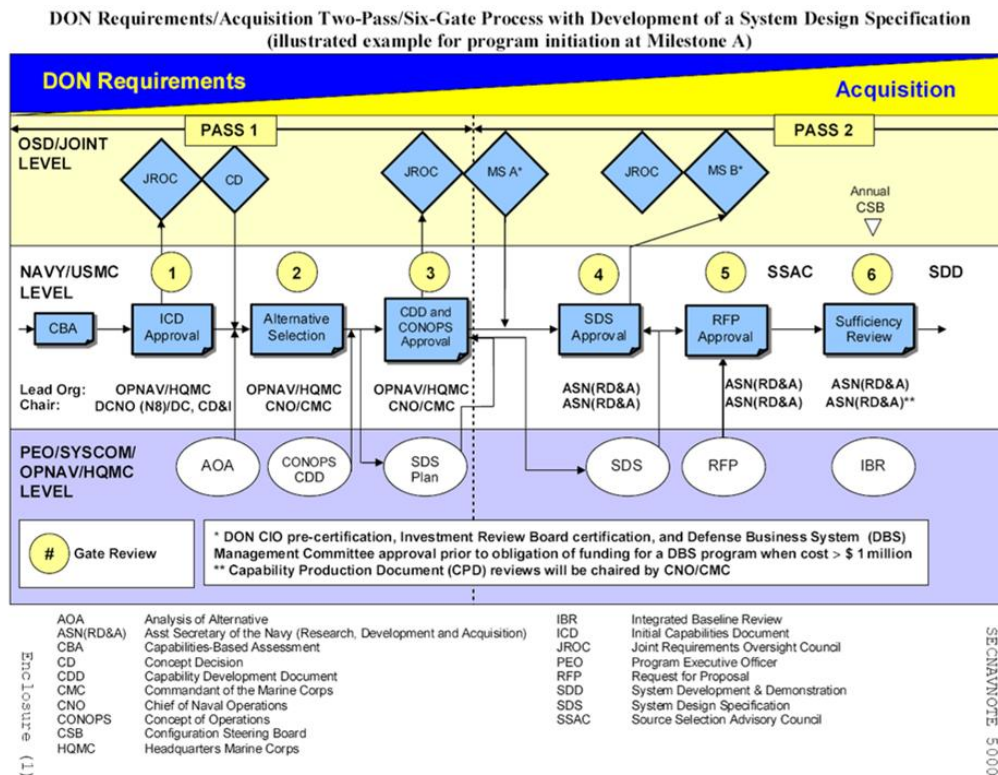 DON Requirements/Acquisition Two-Pass/Six-Gate Process with Development of a System Design Specification
(illustrated example for program initiation at Milestone A)
DON Requirements
Acquisition
PASS 1
PASS 2
OSD/JOINT
LEVEL
JROC
CD
JROC
MS A*
JROC
MS B*
Annual
CSB
NAVY/USMC
LEVEL
1
2
3
4
5
SSAC
6
SDD
CBA
ICD
Approval
Alternative
Selection
CDD and
CONOPS
Approval
SDS
Approval
RFP
Approval
Sufficiency
Review
Lead Org:
Chair:
OPNAV/HQMC
DCNO (N8)/DC, CD&I
OPNAV/HQMC
CNO/CMC
OPNAV/HQMC
CNO/CMC
ASN(RD&A)
ASN(RD&A)
ASN(RD&A)
ASN(RD&A)
ASN(RD&A)
ASN(RD&A)**
PEO/SYSCOM/
OPNAV/HQMC
LEVEL
AOA
CONOPS
CDD
SDS
Plan
SDS
RFP
IBR
# Gate Review
* DON CIO pre-certification, Investment Review Board certification, and Defense Business System (DBS)
Management Committee approval prior to obligation of funding for a DBS program when cost > $ 1 million
** Capability Production Document (CPD) reviews will be chaired by CNO/CMC
AOA Analysis of Alternative
ASN(RD&A) Asst Secretary of the Navy (Research, Development and Acquisition)
CBA Capabilities-Based Assessment
CD Concept Decision
CDD Capability Development Document
CMC Commandant of the Marine Corps
CNO Chief of Naval Operations
CONOPS Concept of Operations
CSB Configuration Steering Board
HQMC Headquarters Marine Corps
IBR Integrated Baseline Review
ICD Initial Capabilities Document
JROC Joint Requirements Oversight Council
PEO Program Executive Officer
RFP Request for Proposal
SDD System Development & Demonstration
SDS System Design Specification
SSAC Source Selection Advisory Council
Enclosure (1)
SECNAVNOTE 5000